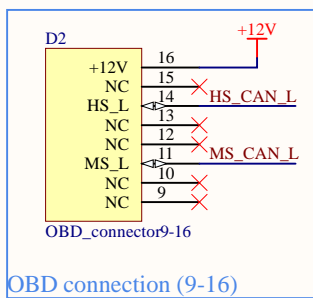 D2
+12V
+12V 16
NC 15
HS_L 14 HS_CAN_L
NC 13
NC 12
MS_L 11 MS_CAN_L
NC 10
NC 9
OBD_connector9-16
OBD connection (9-16)